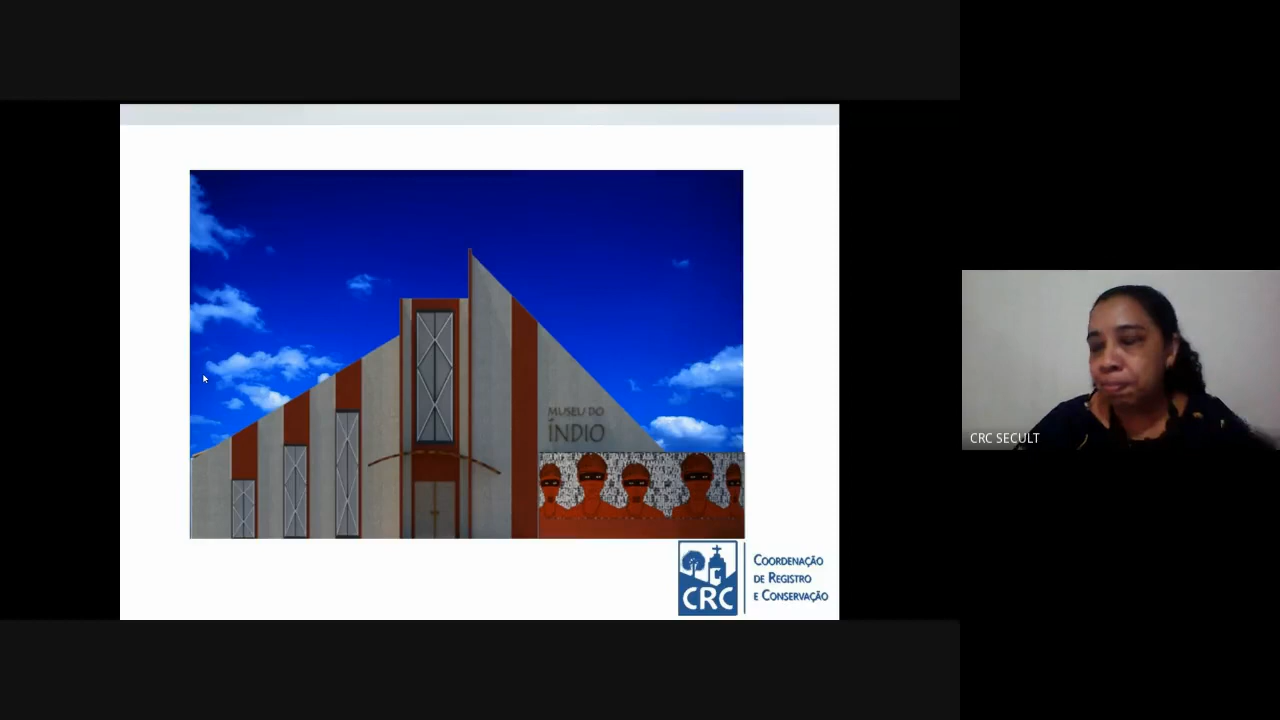 MUSEU DO
ÍNDIO
CRC
COORDENAÇÃO
DE REGISTRO
E CONSERVAÇÃO
CRC SECULT